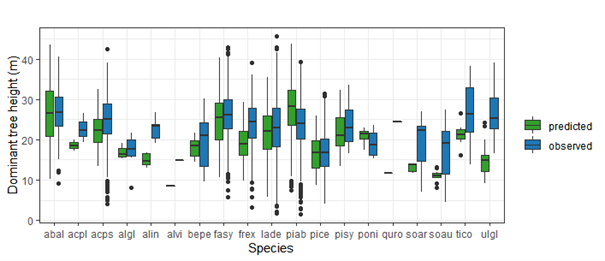 Dominant tree height (m)
40
30
20
10
0
abal acpl acps algl alin alvi bepe fasy frex lade piab pice pisy poni quro soar soau tico ulgl
Species
predicted
observed